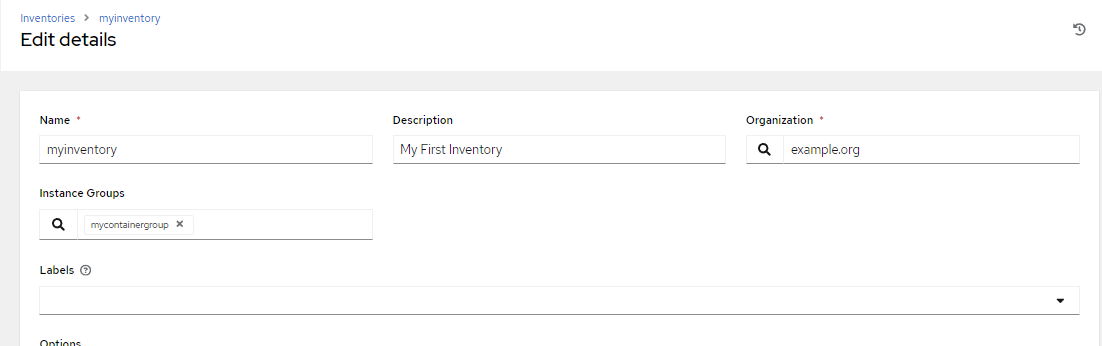 Inventories > myinventory
Edit details
Name * Description Organization *
myinventory My First Inventory example.org
Instance Groups
mycontainergroup ×
Labels ?
Options